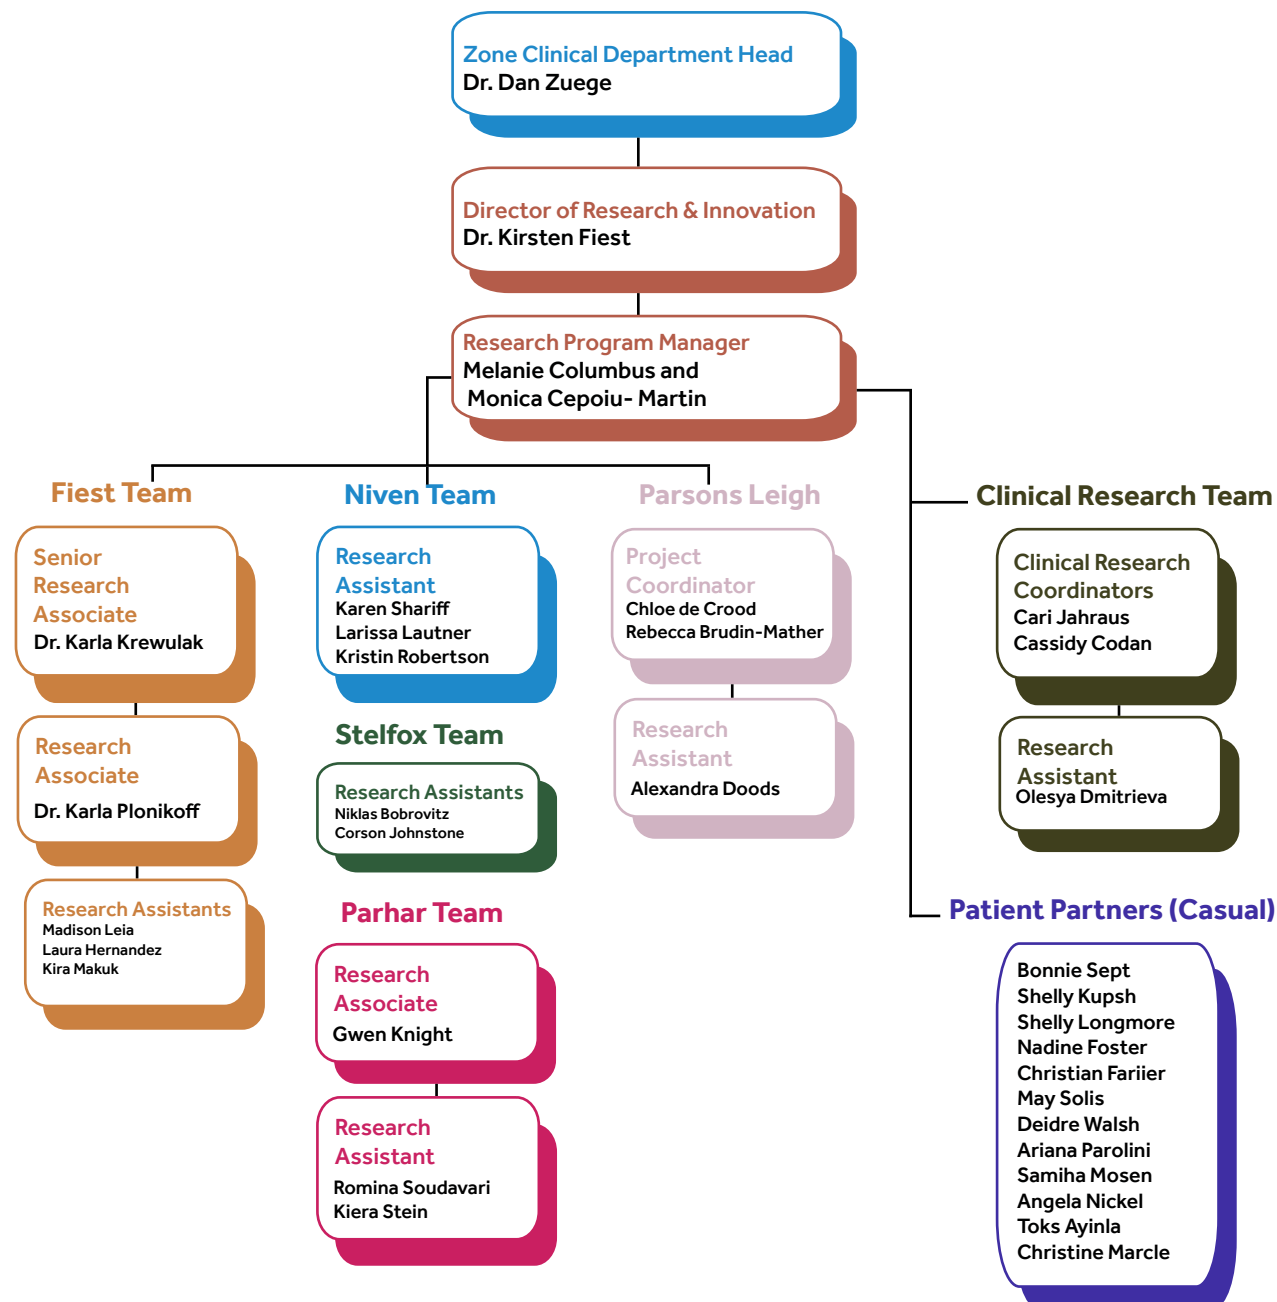 Zone Clinical Department Head
Dr. Dan Zuege
Director of Research & Innovation
Dr. Kirsten Fiest
Research Program Manager
Melanie Columbus and
Monica Cepoiu- Martin
Fiest Team
Senior
Research
Associate
Dr. Karla Krewulak
Research
Associate
Dr. Karla Plonikoff
Research Assistants
Madison Leia
Laura Hernandez
Kira Makuk
Niven Team
Research
Assistant
Karen Shariff
Larissa Lautner
Kristin Robertson
Stelfox Team
Research Assistants
Niklas Bobrovitz
Corson Johnstone
Parhar Team
Research
Associate
Gwen Knight
Research
Assistant
Romina Soudavari
Kiera Stein
Parsons Leigh
Project
Coordinator
Chloe de Crood
Rebecca Brudin-Mather
Research
Assistant
Alexandra Doods
Clinical Research Team
Clinical Research
Coordinators
Cari Jahraus
Cassidy Codan
Research
Assistant
Olesya Dmitrieva
Patient Partners (Casual)
Bonnie Sept
Shelly Kupsh
Shelly Longmore
Nadine Foster
Christian Fariier
May Solis
Deidre Walsh
Ariana Parolini
Samiha Mosen
Angela Nickel
Toks Ayinla
Christine Marcle